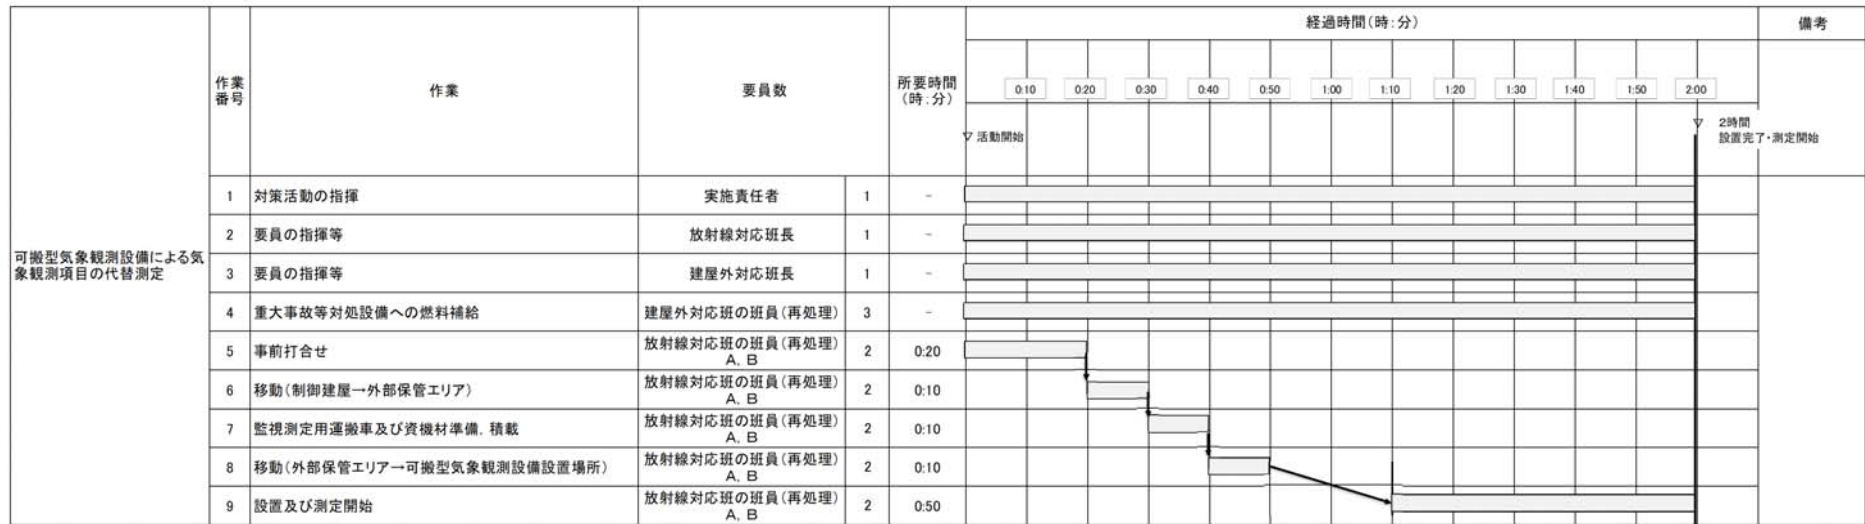 作業
番号
作業
要員数
所要時間
(時:分)
経過時間(時:分)
備考
0:10 0:20 0:30 0:40 0:50 1:00 1:10 1:20 1:30 1:40 1:50 2:00
▽活動開始
▽ 2時間
設置完了・測定開始
可搬型気象観測設備による気
象観測項目の代替測定
1 対策活動の指揮 実施責任者 1 -
2 要員の指揮等 放射線対応班長 1 -
3 要員の指揮等 建屋外対応班長 1 -
4 重大事故等対処設備への燃料補給 建屋外対応班の班員(再処理) 3 -
5 事前打合せ 放射線対応班の班員(再処理)
A, B 2 0:20
6 移動(制御建屋→外部保管エリア) 放射線対応班の班員(再処理)
A, B 2 0:10
7 監視測定用運搬車及び資機材準備, 積載 放射線対応班の班員(再処理)
A, B 2 0:10
8 移動(外部保管エリア→可搬型気象観測設備設置場所) 放射線対応班の班員(再処理)
A, B 2 0:10
9 設置及び測定開始 放射線対応班の班員(再処理)
A, B 2 0:50